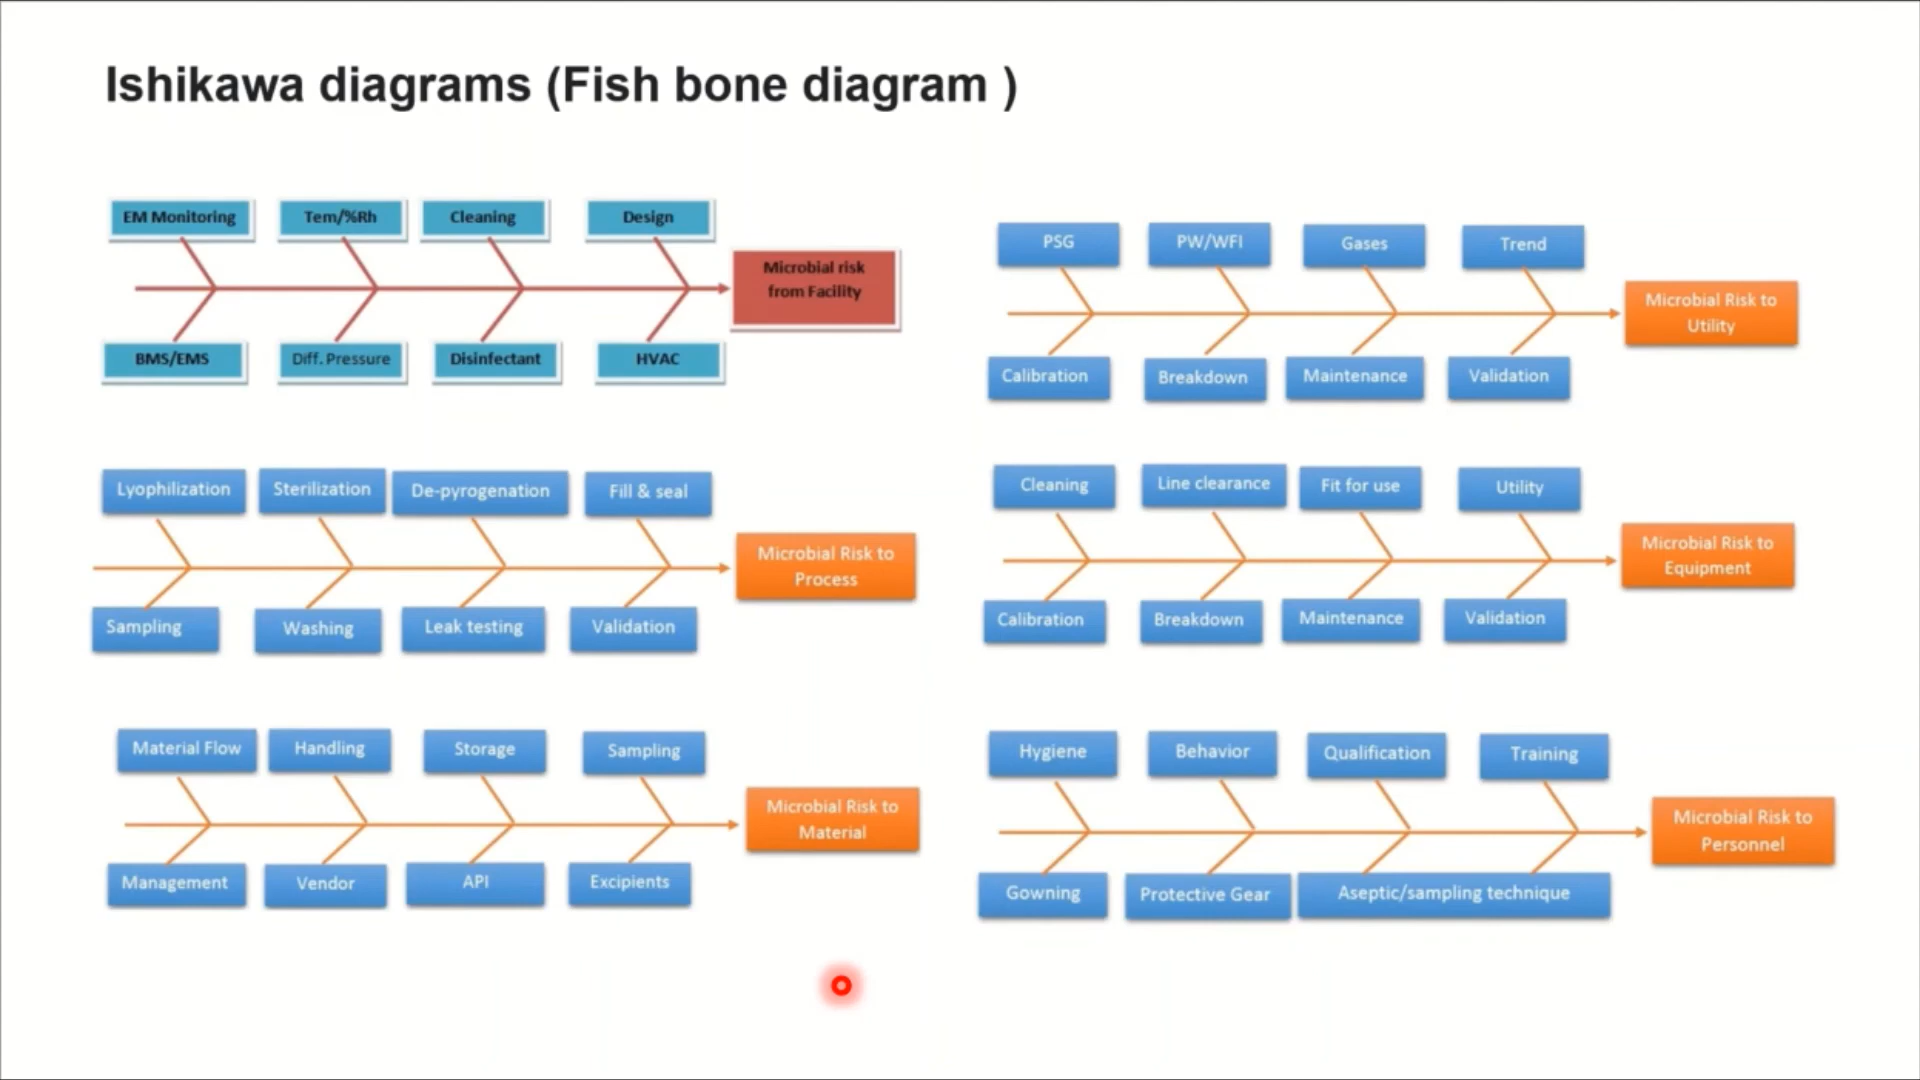 Ishikawa diagrams (Fish bone diagram )
EM Monitoring
Tem/%Rh
Cleaning
Design
Microbial risk
from Facility
BMS/EMS
Diff. Pressure
Disinfectant
HVAC
PSG
PW/WFI
Gases
Trend
Microbial Risk to
Utility
Calibration
Breakdown
Maintenance
Validation
Lyophilization
Sterilization
De-pyrogenation
Fill & seal
Microbial Risk to
Process
Sampling
Washing
Leak testing
Validation
Cleaning
Line clearance
Fit for use
Utility
Microbial Risk to
Equipment
Calibration
Breakdown
Maintenance
Validation
Material Flow
Handling
Storage
Sampling
Microbial Risk to
Material
Management
Vendor
API
Excipients
Hygiene
Behavior
Qualification
Training
Microbial Risk to
Personnel
Gowning
Protective Gear
Aseptic/sampling technique